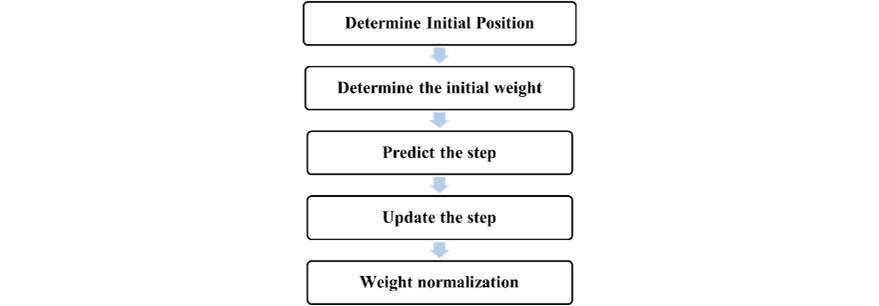 Determine Initial Position
Determine the initial weight
Predict the step
Update the step
Weight normalization